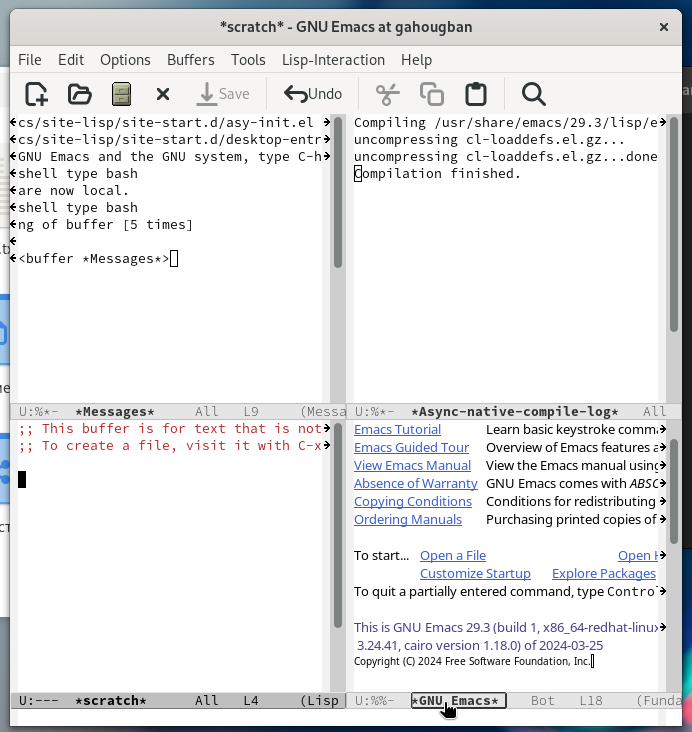 *scratch* - GNU Emacs at gahougban
File Edit Options Buffers Tools Lisp-Interaction Help
Save Undo
cs/site-lisp/site-start.d/asy-init.el
cs/site-lisp/site-start.d/desktop-entr
GNU Emacs and the GNU system, type C-h
shell type bash
are now local.
shell type bash
ng of buffer [5 times]
<buffer *Messages*>
U:%*- *Messages* All L9 (Messa
Compiling /usr/share/emacs/29.3/lisp/e
uncompressing cl-loaddefs.el.gz...
uncompressing cl-loaddefs.el.gz...done
Compilation finished.
U:%*- *Async-native-compile-log* All
;; This buffer is for text that is not
;; To create a file, visit it with C-x
U:--- *scratch* All L4 (Lisp
Emacs Tutorial Learn basic keystroke comma
Emacs Guided Tour Overview of Emacs features a
View Emacs Manual View the Emacs manual using
Absence of Warranty GNU Emacs comes with ABSO
Copying Conditions Conditions for redistributing
Ordering Manuals Purchasing printed copies of
To start... Open a File Open H
Customize Startup Explore Packages
To quit a partially entered command, type Control
This is GNU Emacs 29.3 (build 1, x86_64-redhat-linux
3.24.41, cairo version 1.18.0) of 2024-03-25
Copyright (C) 2024 Free Software Foundation, Inc.
U:%%- *GNU Emacs* Bot L18 (Funda